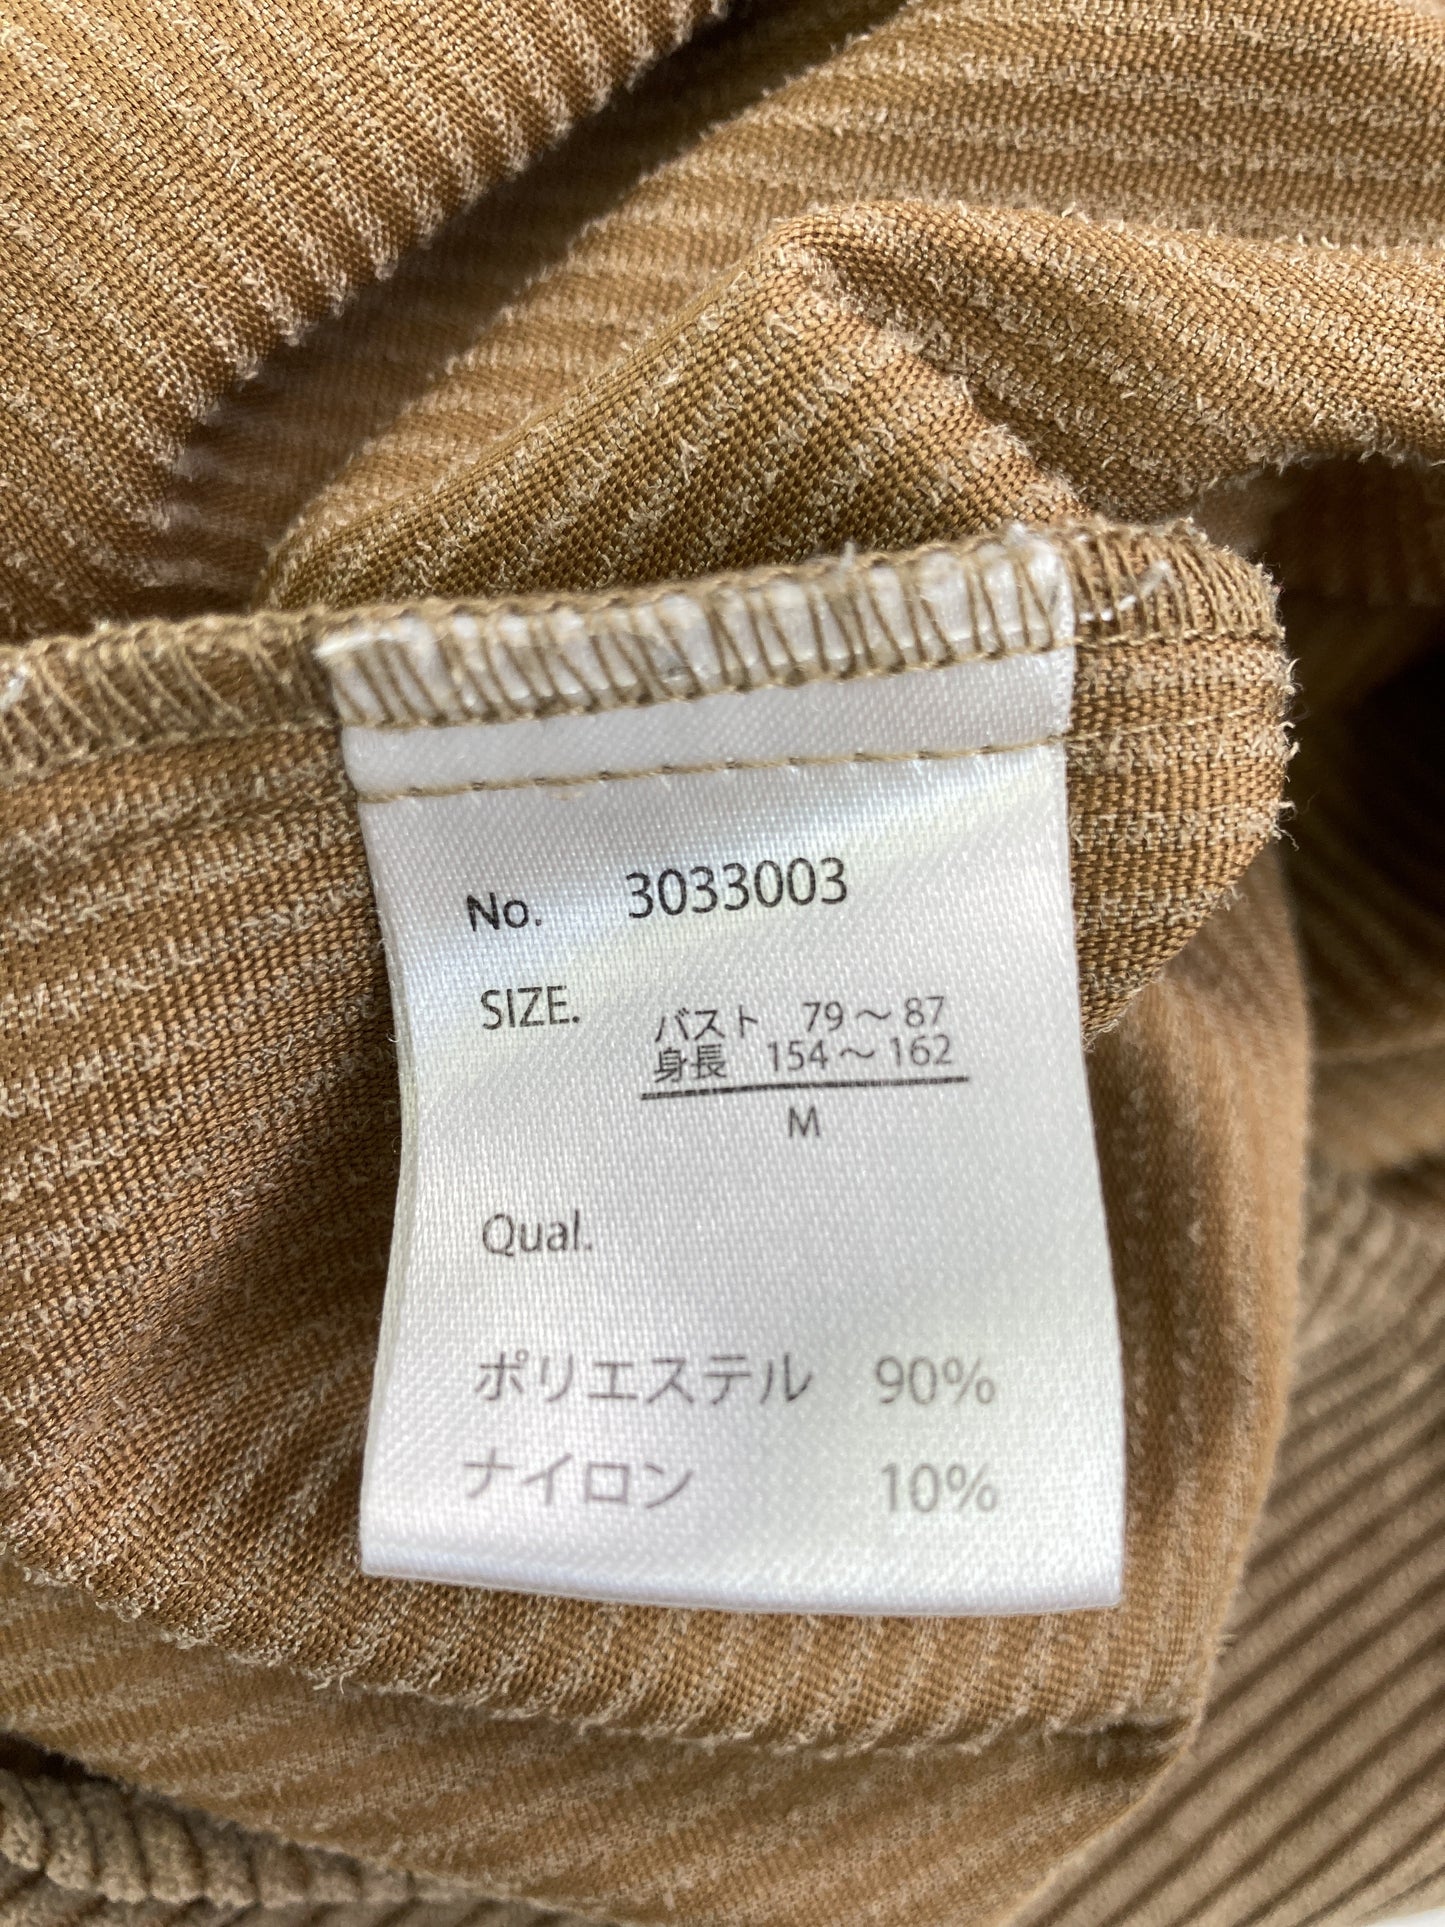 No. 3033003
SIZE.
バスト 79～87
身長 154～162
M
Qual.
ポリエステル 90%
ナイロン 10%